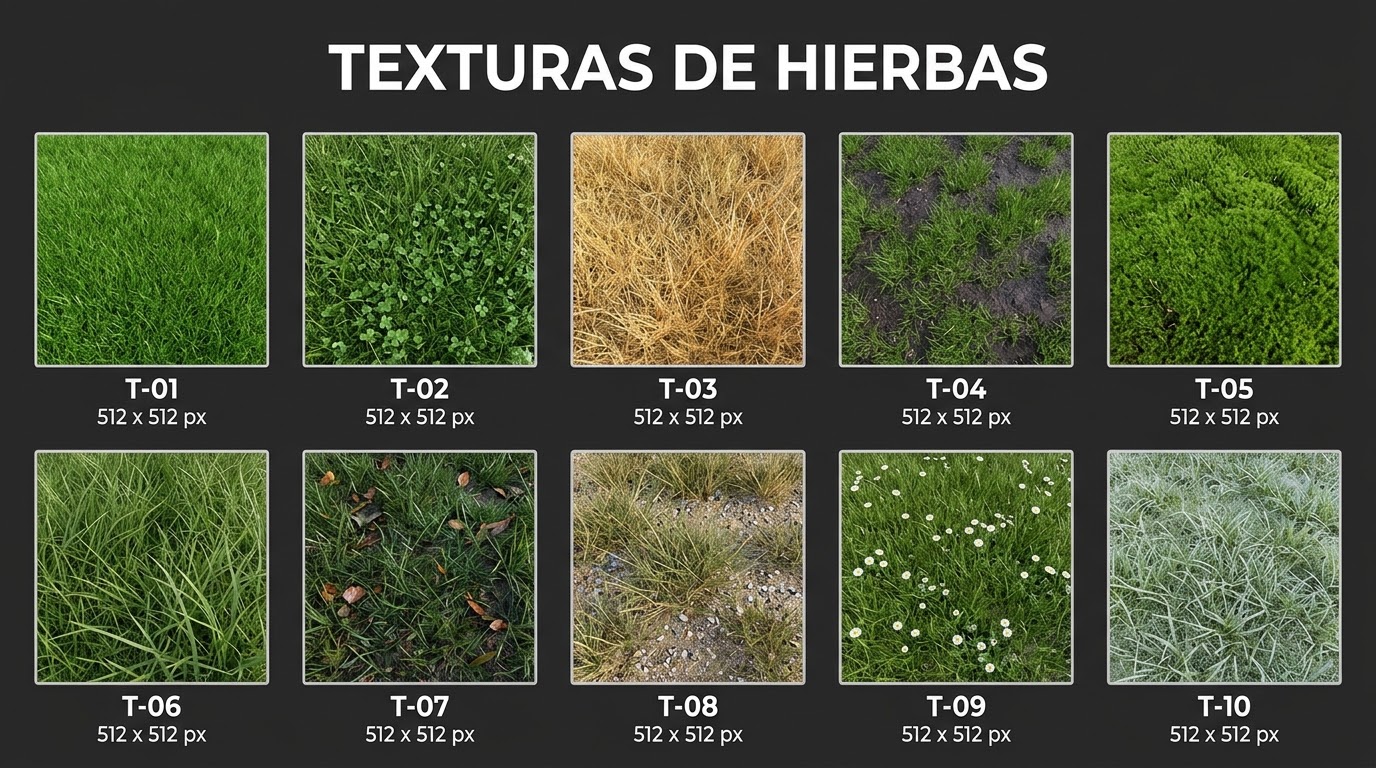 TEXTURAS DE HIERBAS
T-01
512 x 512 px
T-02
512 x 512 px
T-03
512 x 512 px
T-04
512 x 512 px
T-05
512 x 512 px
T-06
512 x 512 px
T-07
512 x 512 px
T-08
512 x 512 px
T-09
512 x 512 px
T-10
512 x 512 px